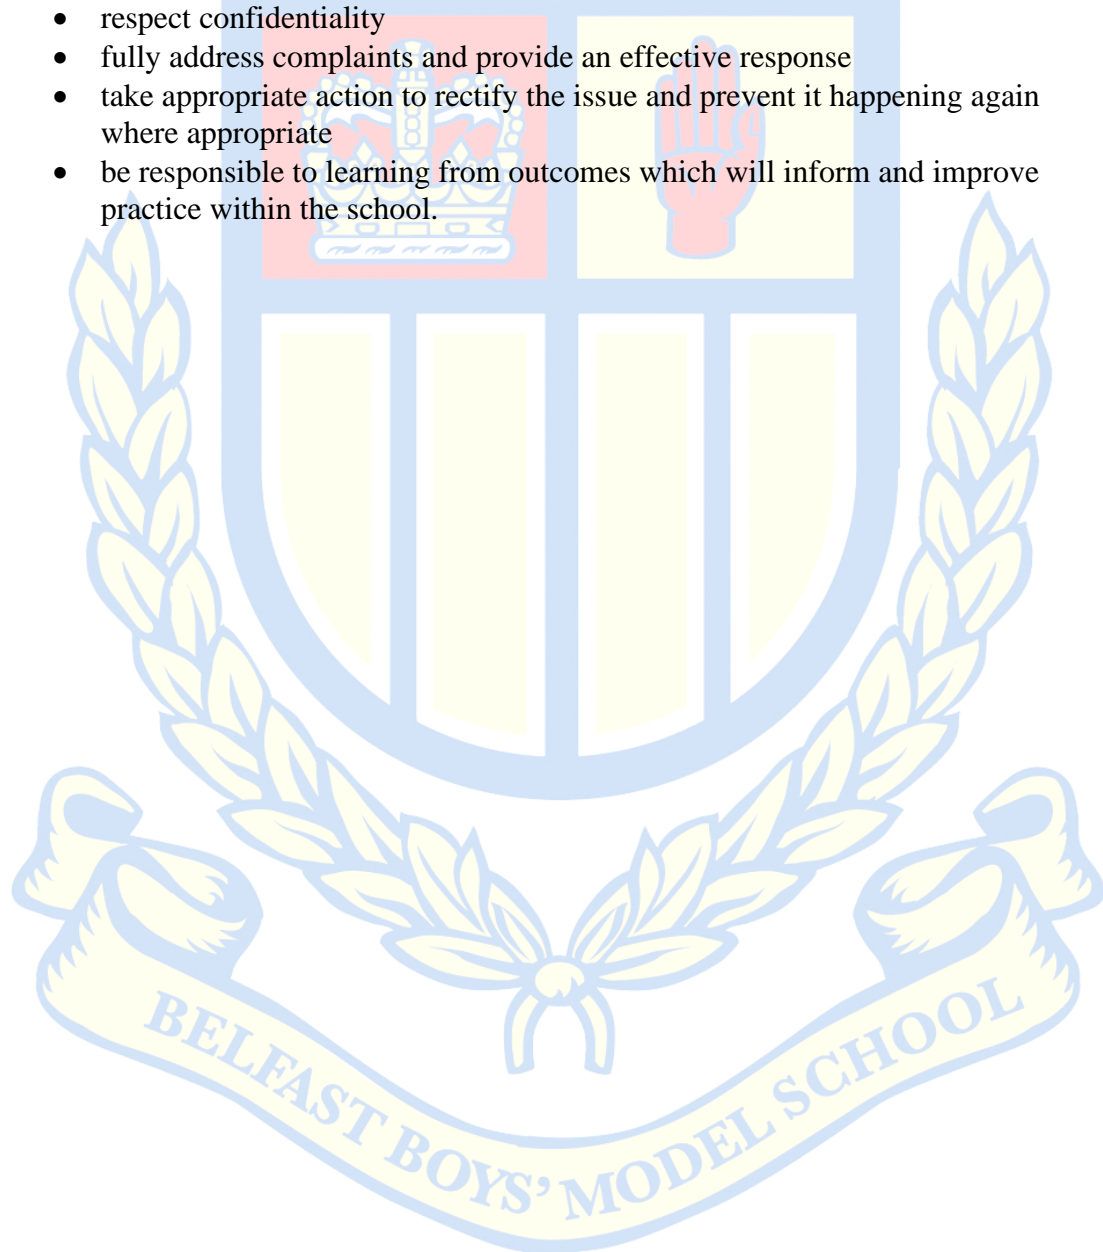 • respect confidentiality
• fully address complaints and provide an effective response
• take appropriate action to rectify the issue and prevent it happening again
where appropriate
• be responsible to learning from outcomes which will inform and improve
practice within the school.
BELFAST BOYS' MODEL SCHOOL